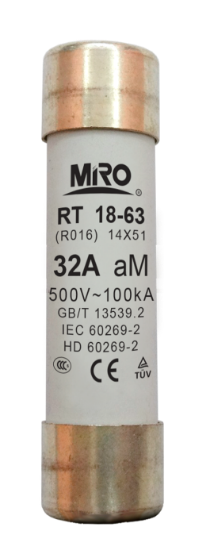 MIRO ®
RT 18-63
(R016) 14X51
32A aM
500V~100kA
GB/T 13539.2
IEC 60269-2
HD 60269-2
CCC CE TÜV